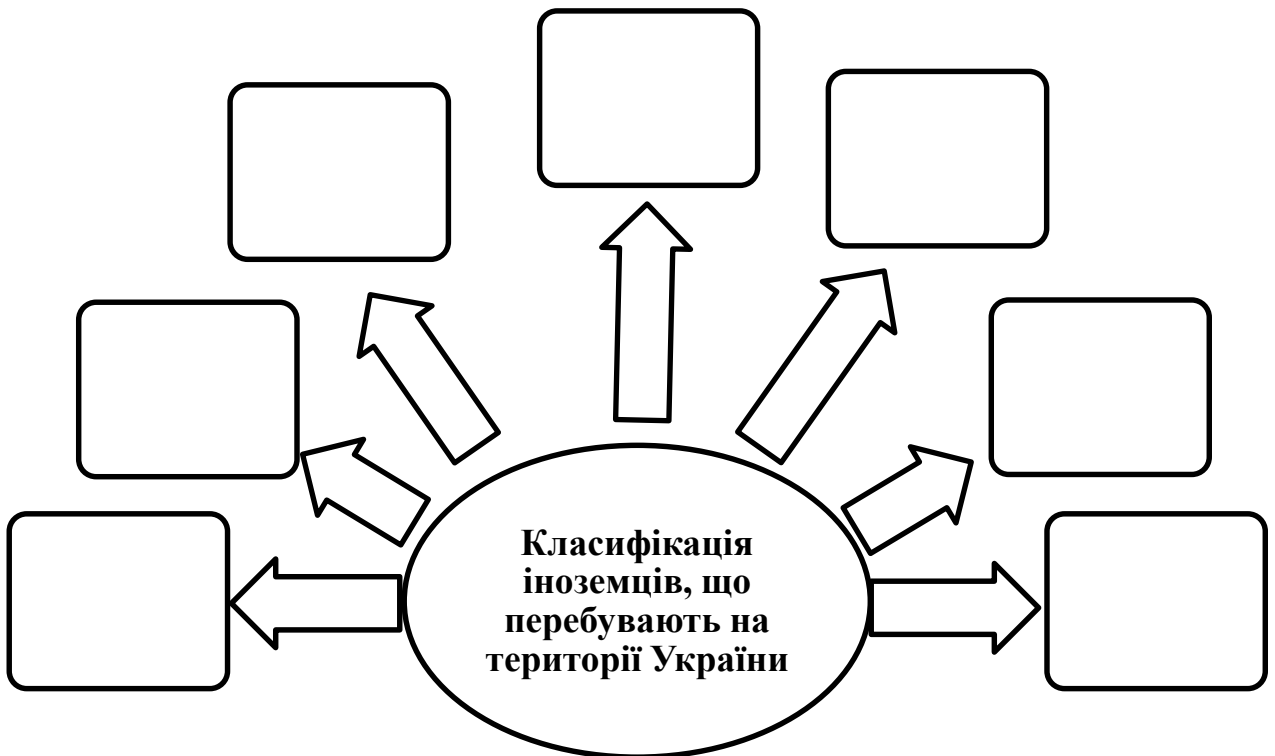 Класифікація
іноземців, що
перебувають на
території України